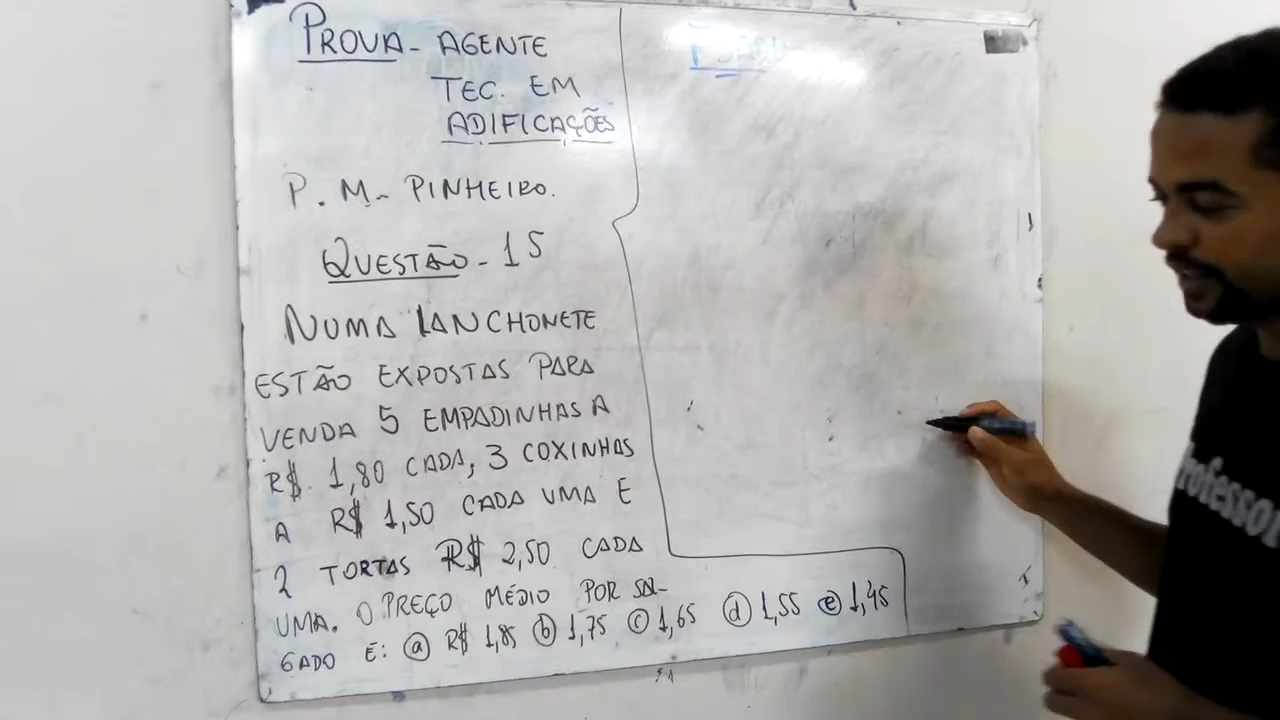 PROVA - AGENTE
TEC. EM
ADIFICAÇÕES
P. M. - PINHEIRO.
QUESTÃO - 15
NUMA LANCHONETE
ESTÃO EXPOSTAS PARA
VENDA 5 EMPADINHAS A
R$ 1,80 CADA, 3 COXINHAS
A R$ 1,50 CADA UMA E
2 TORTAS R$ 2,50 CADA
UMA. O PREÇO MÉDIO POR SAL-
GADO É: (a) R$ 1,85 (b) 1,75 (c) 1,65 (d) 1,55 (e) 1,45
Professor